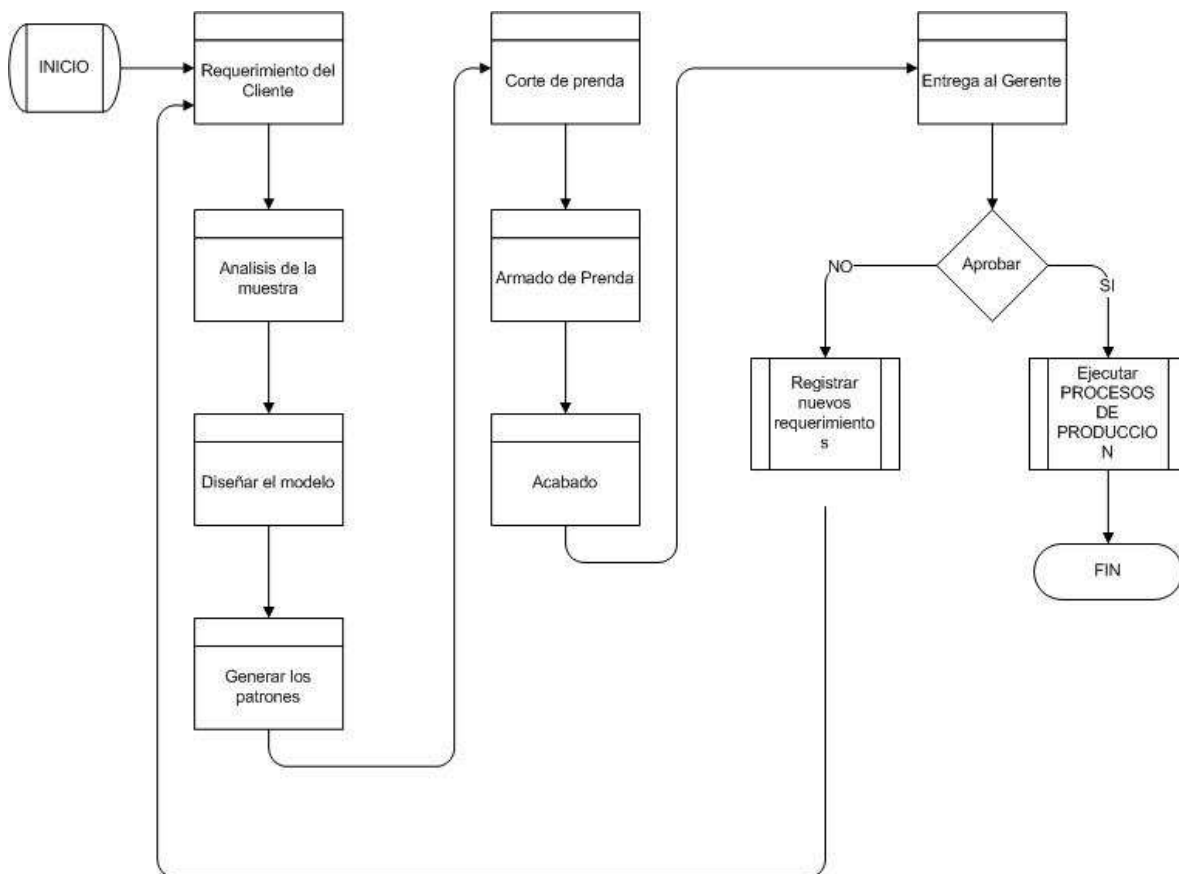 INICIO
Requerimiento del
Cliente
Analisis de la
muestra
Diseñar el modelo
Generar los
patrones
Corte de prenda
Armado de Prenda
Acabado
Entrega al Gerente
Aprobar
NO
SI
Registrar
nuevos
requerimiento
s
Ejecutar
PROCESOS
DE
PRODUCCIO
N
FIN